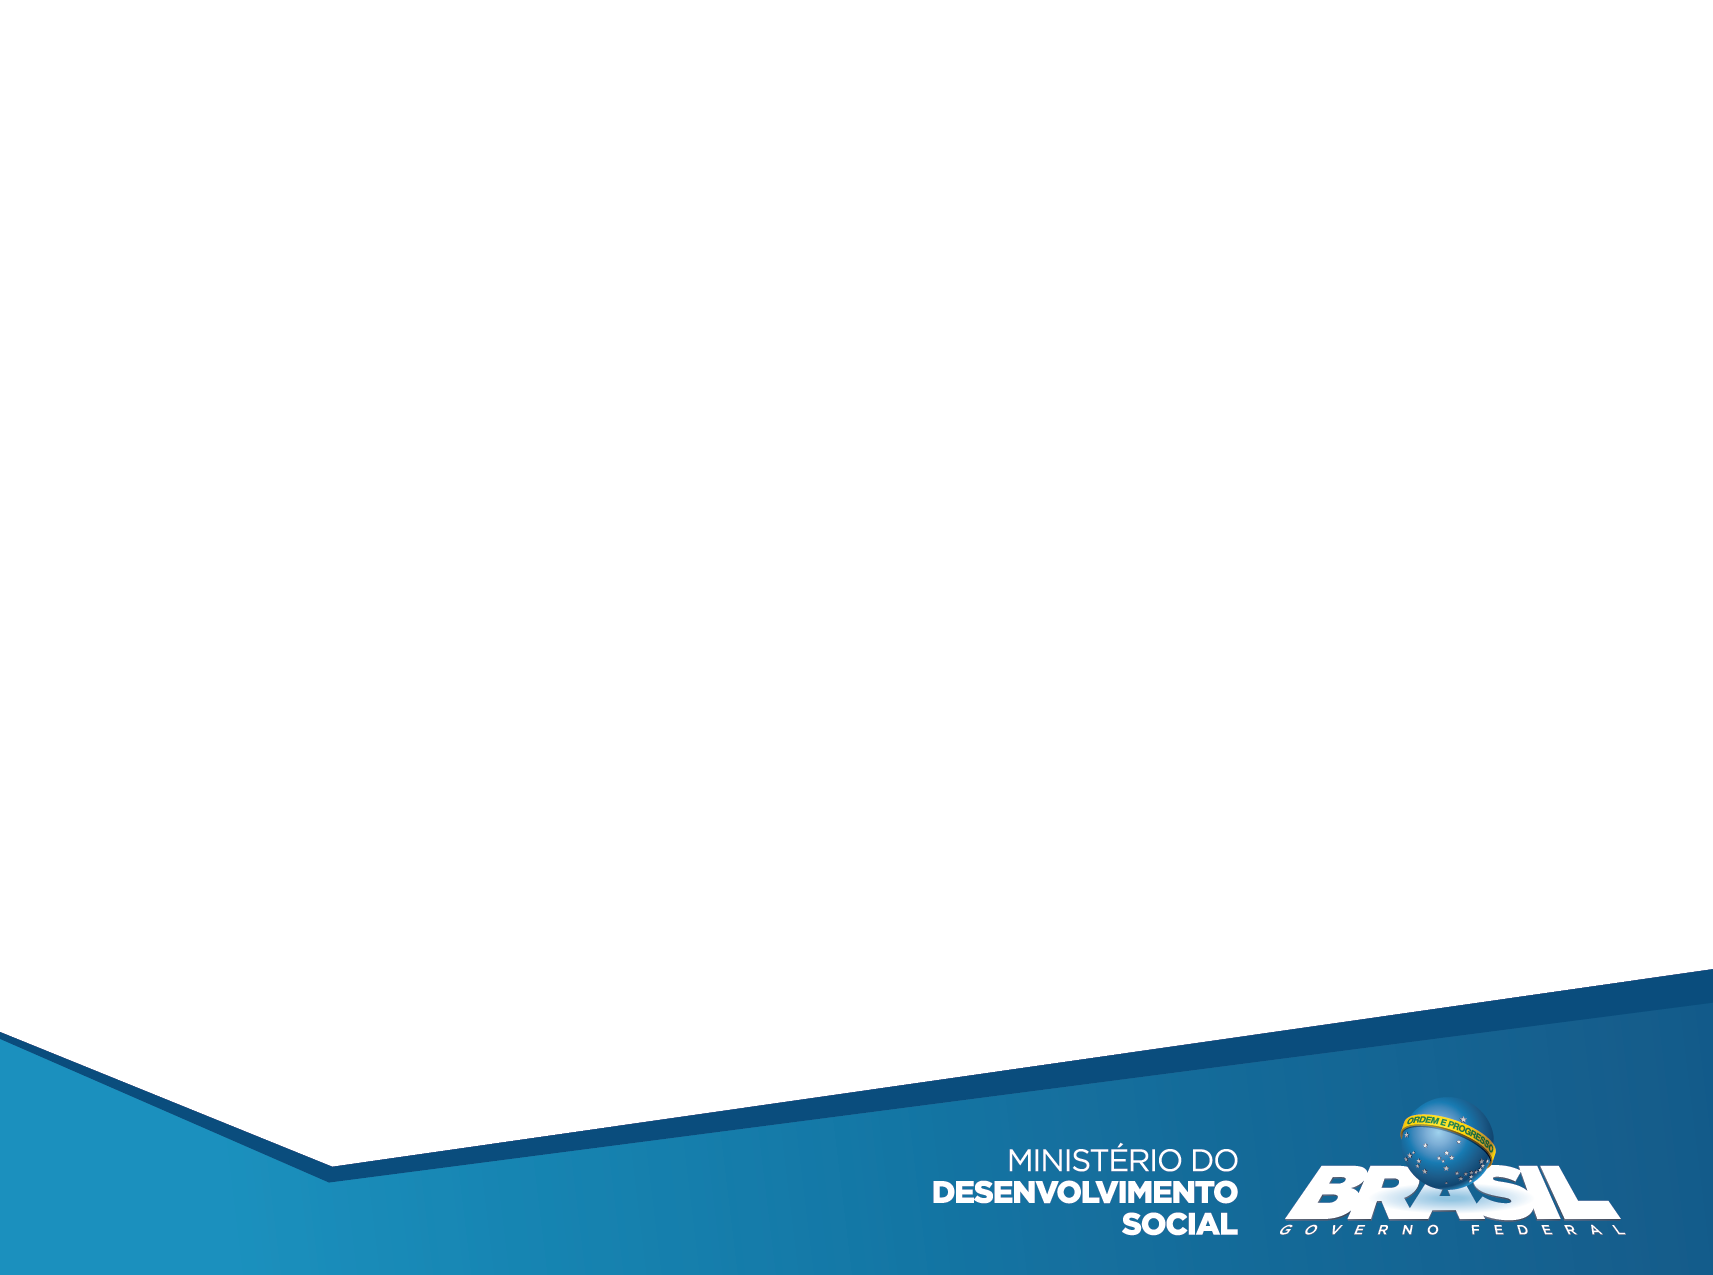 ORDEM E PROGRESSO
MINISTÉRIO DO
DESENVOLVIMENTO
SOCIAL
BRASIL
GOVERNO FEDERAL